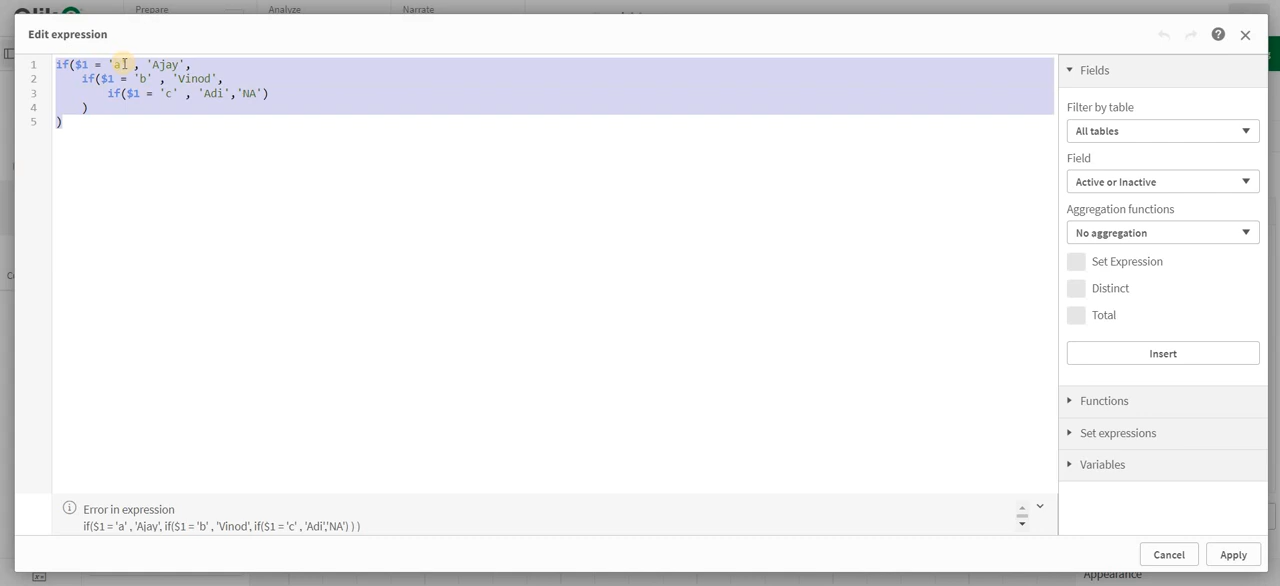 Prepare
Analyze
Narrate
Edit expression
1 if($1 = 'a' , 'Ajay',
2 if($1 = 'b' , 'Vinod',
3 if($1 = 'c' , 'Adi','NA')
4 )
5 )
Fields
Filter by table
All tables
Field
Active or Inactive
Aggregation functions
No aggregation
Set Expression
Distinct
Total
Insert
Functions
Set expressions
Variables
Error in expression
if($1 = 'a' , 'Ajay', if($1 = 'b' , 'Vinod', if($1 = 'c' , 'Adi','NA') ) )
Cancel
Apply
Appearance